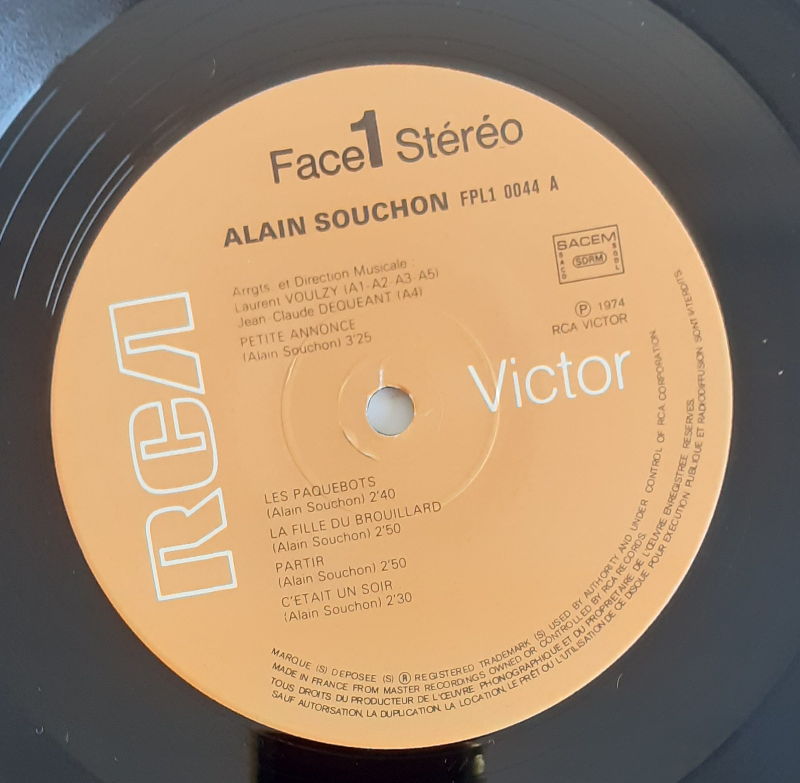 Face 1 Stéréo
ALAIN SOUCHON FPL1 0044 A
SACEM
SACD
SDRM
SGDL
Arrgts. et Direction Musicale :
Laurent VOULZY (A1-A2-A3-A5)
Jean-Claude DEQUEANT (A4)
Ⓟ 1974
RCA VICTOR
PETITE ANNONCE
(Alain Souchon) 3'25
RCA
Victor
LES PAQUEBOTS
(Alain Souchon) 2'40
LA FILLE DU BROUILLARD
(Alain Souchon) 2'50
PARTIR
(Alain Souchon) 2'50
C'ETAIT UN SOIR
(Alain Souchon) 2'30
MARQUE (S) DEPOSEE (S) ® REGISTERED TRADEMARK (S) USED BY AUTHORITY AND UNDER CONTROL OF RCA CORPORATION
MADE IN FRANCE FROM MASTER RECORDINGS OWNED OR CONTROLLED BY RCA RECORDS
TOUS DROITS DU PRODUCTEUR DE L'ŒUVRE PHONOGRAPHIQUE ET DU PROPRIETAIRE DE L'ŒUVRE ENREGISTREE RESERVES.
SAUF AUTORISATION, LA DUPLICATION, LA LOCATION, LE PRÊT OU L'UTILISATION DE CE DISQUE POUR EXECUTION PUBLIQUE ET RADIODIFFUSION SONT INTERDITS